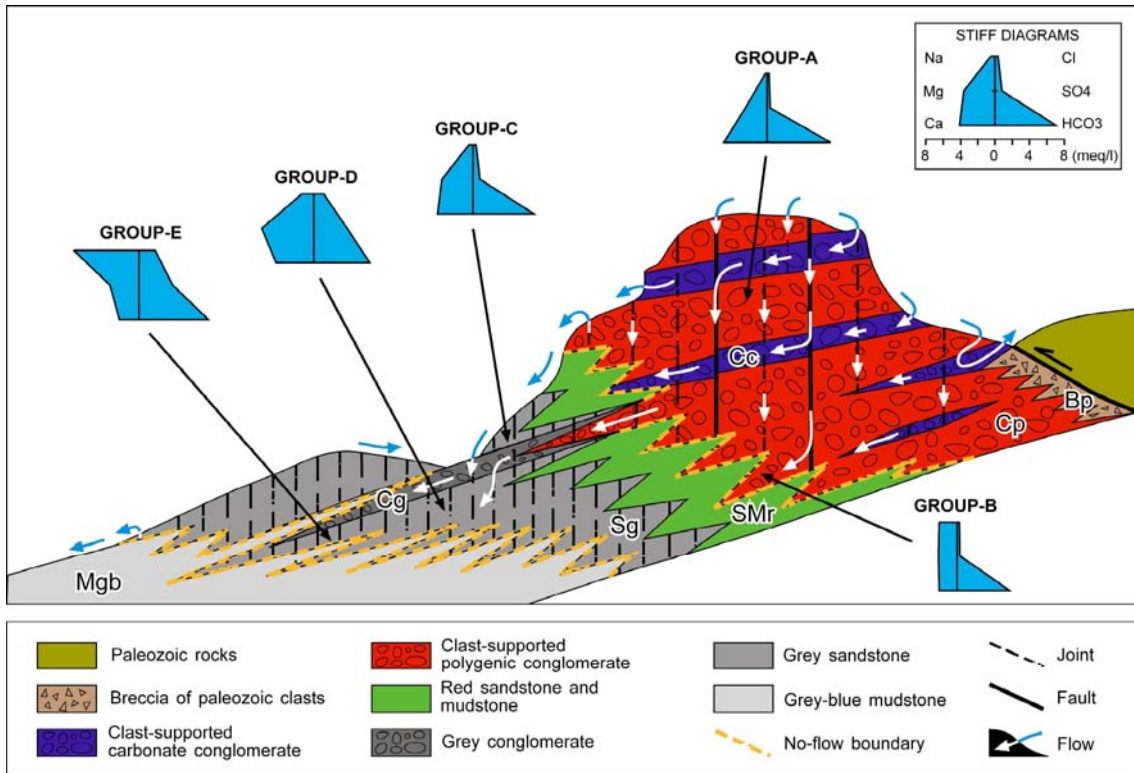 STIFF DIAGRAMS
Na Cl
Mg SO4
Ca HCO3
8 4 0 4 8 (meq/l)
GROUP-A
GROUP-C
GROUP-D
GROUP-E
Cc
Bp
Cp
GROUP-B
Cg
Sg
SMr
Mgb
Paleozoic rocks
Breccia of paleozoic clasts
Clast-supported
carbonate conglomerate
Clast-supported
polygenic conglomerate
Red sandstone and
mudstone
Grey conglomerate
Grey sandstone
Grey-blue mudstone
No-flow boundary
Joint
Fault
Flow